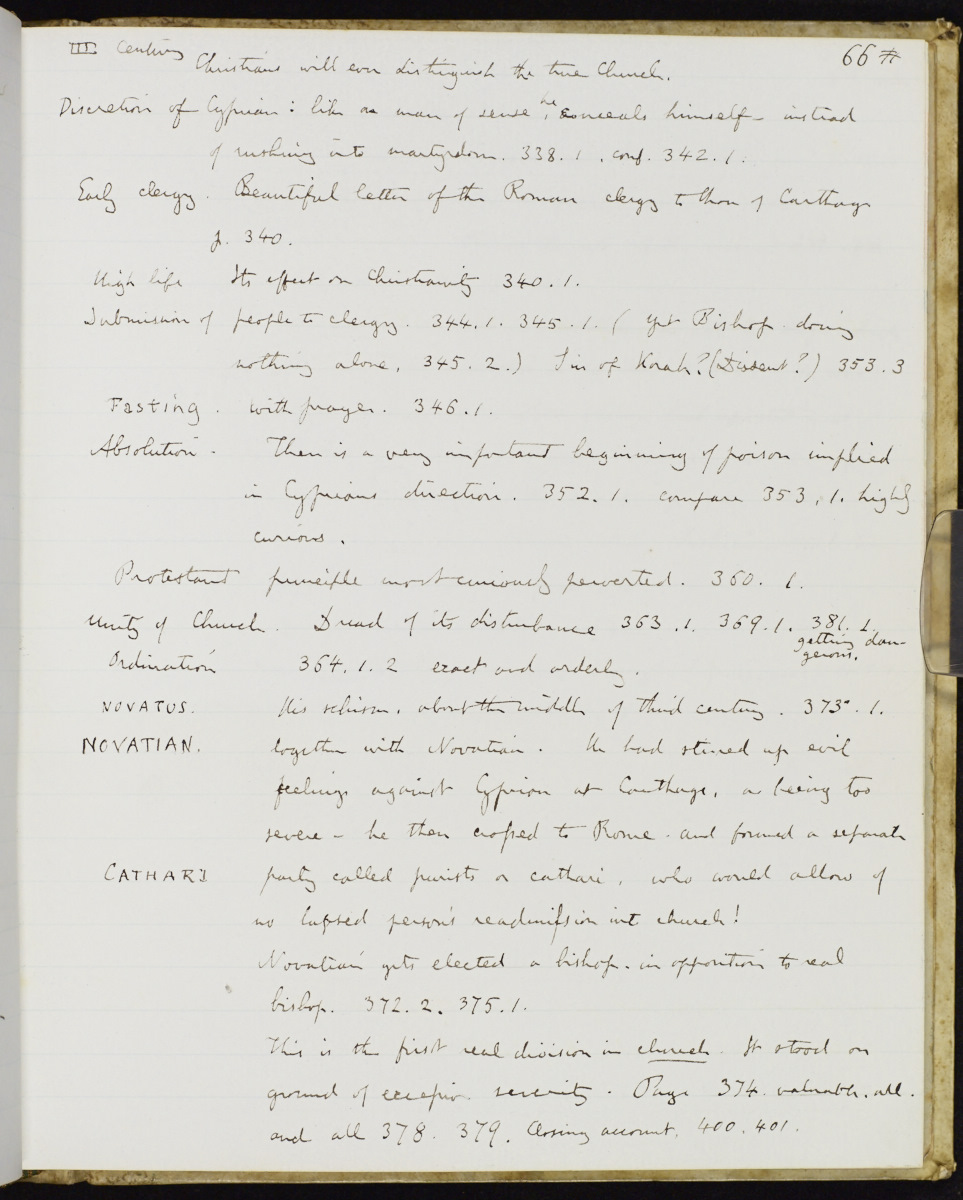 III Century 66
Christians will ever distinguish the true Church.
Discretion of Cyprian: like a man of sense, he conceals himself - instead
of rushing into martyrdom. 338. 1, conf. 342. 1.
Early clergy. Beautiful letter of the Roman clergy to those of Carthage
p. 340.
High life Its effect on Christianity 340. 1.
Submission of people to clergy. 344. 1. 345. 1. (yet Bishop doing
nothing alone, 345. 2.) Sin of Korah? (Dissent?) 353. 3
Fasting. with prayer. 346. 1.
Absolution. There is a very important beginning of poison implied
in Cyprians direction. 352. 1. compare 353, 1. highly
curious.
Protestant principle most curiously perverted. 360. 1.
Unity of Church. Dread of its disturbance 363. 1. 369. 1. 381. 1.
getting dan-
gerous.
Ordination 364. 1. 2 exact and orderly.
NOVATUS. His schism, about the middle of third century. 373. 1.
NOVATIAN. together with Novatian. He had stirred up evil
feelings against Cyprian at Carthage, as being too
severe - he then crossed to Rome - and formed a separate
CATHARI party called purists or cathari, who would allow of
no lapsed person's readmission into church!
Novatian gets elected a bishop - in opposition to real
bishop. 372. 2. 375. 1.
This is the first real division in church. It stood on
ground of severity. Page 374. valuable, all.
and all 378. 379. Closing account, 400. 401.